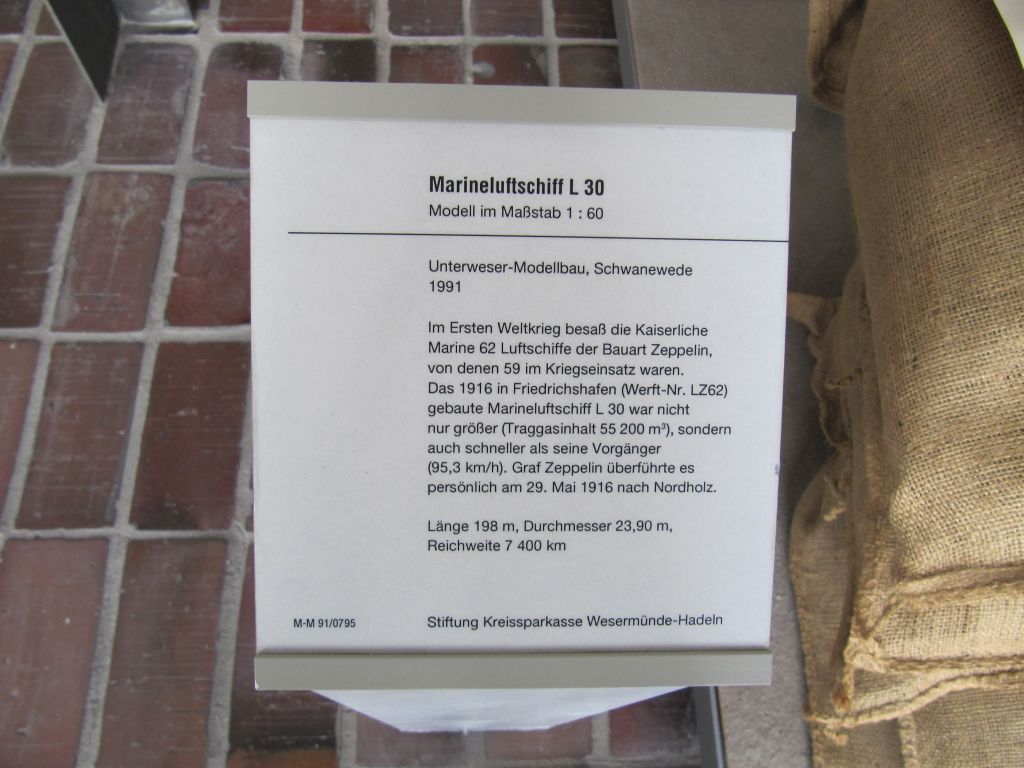 Marineluftschiff L 30
Modell im Maßstab 1 : 60
Unterweser-Modellbau, Schwanewede
1991
Im Ersten Weltkrieg besaß die Kaiserliche
Marine 62 Luftschiffe der Bauart Zeppelin,
von denen 59 im Kriegseinsatz waren.
Das 1916 in Friedrichshafen (Werft-Nr. LZ62)
gebaute Marineluftschiff L 30 war nicht
nur größer (Traggasinhalt 55 200 m³), sondern
auch schneller als seine Vorgänger
(95,3 km/h). Graf Zeppelin überführte es
persönlich am 29. Mai 1916 nach Nordholz.
Länge 198 m, Durchmesser 23,90 m,
Reichweite 7 400 km
M-M 91/0795
Stiftung Kreissparkasse Wesermünde-Hadeln